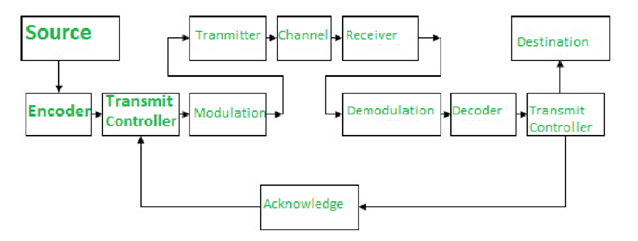 Source
Tranmitter
Channel
Receiver
Destination
Encoder
Transmit
Controller
Modulation
Demodulation
Decoder
Transmit
Controller
Acknowledge